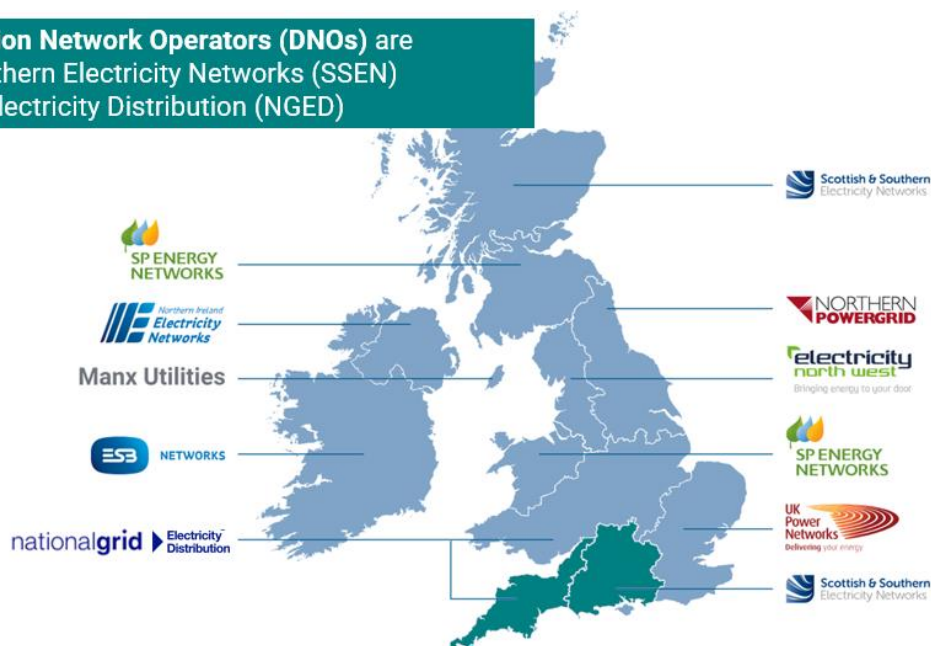 ion Network Operators (DNOs) are
thern Electricity Networks (SSEN)
lectricity Distribution (NGED)
Scottish & Southern
Electricity Networks
SP ENERGY
NETWORKS
Northern Ireland
Electricity
Networks
NORTHERN
POWERGRID
Manx Utilities
electricity
north west
Bringing energy to your door
ESB NETWORKS
SP ENERGY
NETWORKS
nationalgrid
Electricity
Distribution
UK
Power
Networks
Delivering your energy
Scottish & Southern
Electricity Networks